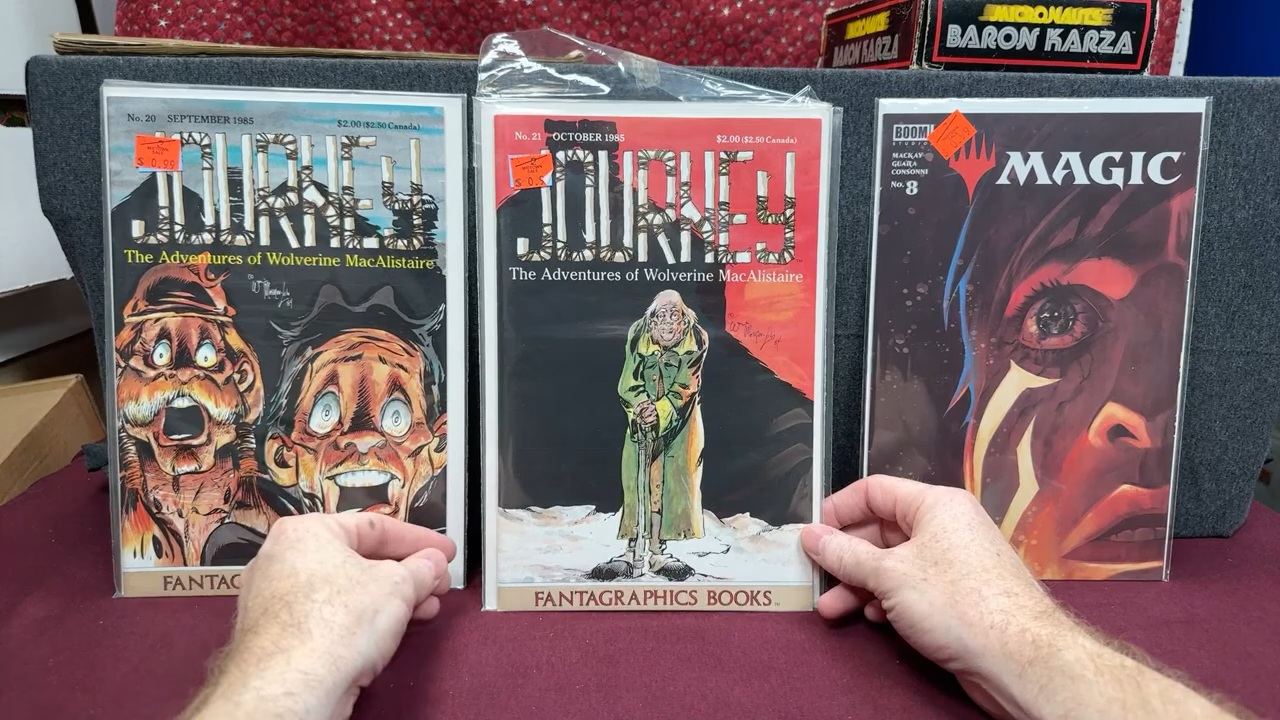 MICRONAUTS
BARON KARZA
MICRONAUTS
BARON KARZA
No. 20 SEPTEMBER 1985
$2.00 ($2.50 Canada)
$0.99
JOURNEY
The Adventures of Wolverine MacAlistaire
FANTAG
No. 21 OCTOBER 1985
$2.00 ($2.50 Canada)
JOURNEY
The Adventures of Wolverine MacAlistaire
FANTAGRAPHICS BOOKS
BOOM!
STUDIOS
MACKAY
GUARA
CONSONNI
No. 8
MAGIC